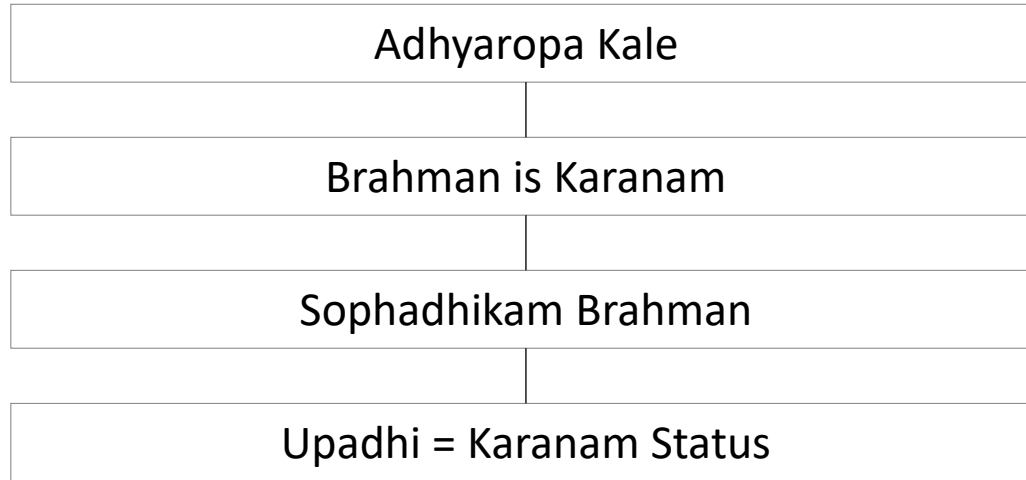 Adhyaropa Kale
Brahman is Karanam
Sophadhikam Brahman
Upadhi = Karanam Status